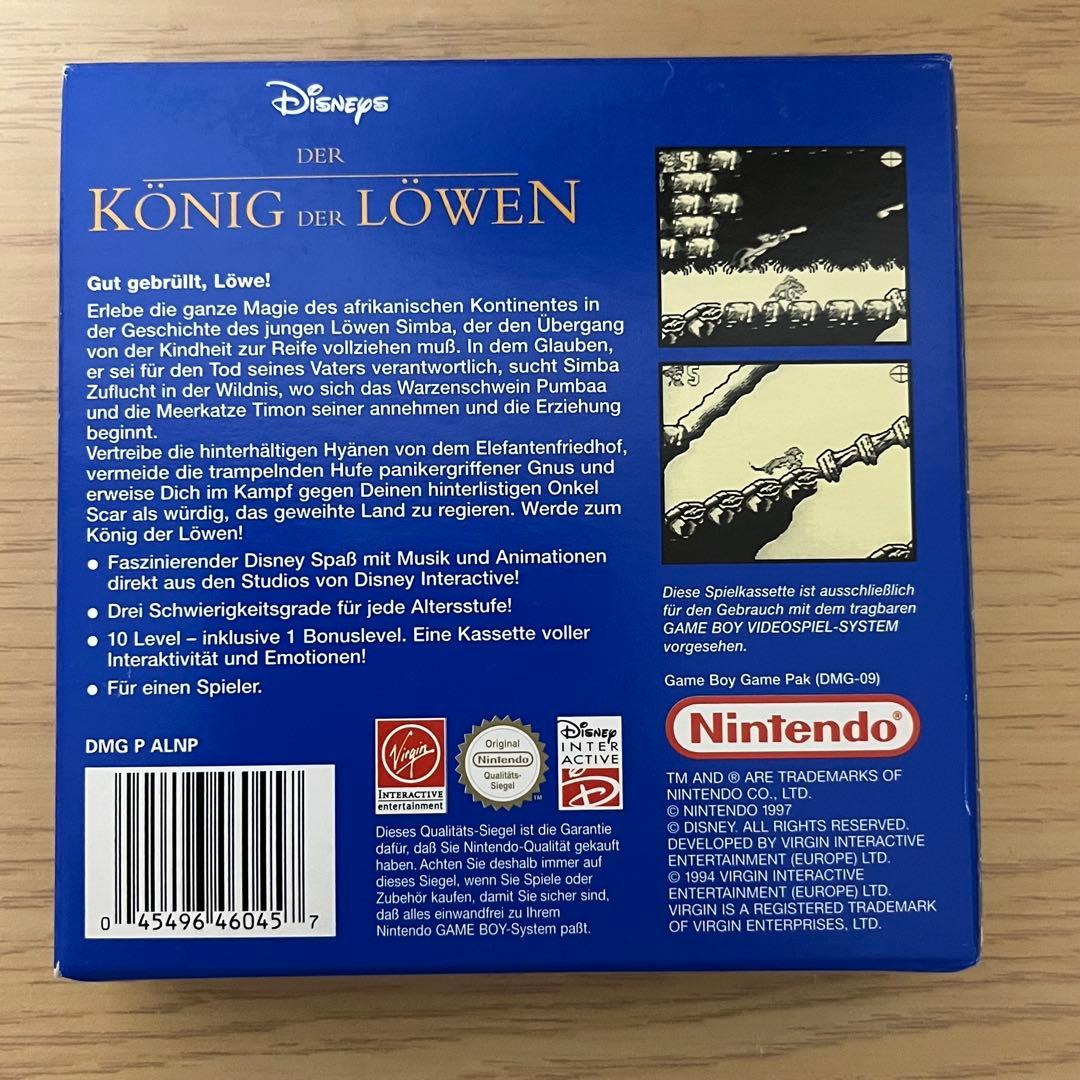 Disneys
DER
KÖNIG DER LÖWEN
Gut gebrüllt, Löwe!
Erlebe die ganze Magie des afrikanischen Kontinentes in
der Geschichte des jungen Löwen Simba, der den Übergang
von der Kindheit zur Reife vollziehen muß. In dem Glauben,
er sei für den Tod seines Vaters verantwortlich, sucht Simba
Zuflucht in der Wildnis, wo sich das Warzenschwein Pumbaa
und die Meerkatze Timon seiner annehmen und die Erziehung
beginnt.
Vertreibe die hinterhältigen Hyänen von dem Elefantenfriedhof,
vermeide die trampelnden Hufe panikergriffener Gnus und
erweise Dich im Kampf gegen Deinen hinterlistigen Onkel
Scar als würdig, das geweihte Land zu regieren. Werde zum
König der Löwen!
● Faszinierender Disney Spaß mit Musik und Animationen
direkt aus den Studios von Disney Interactive!
● Drei Schwierigkeitsgrade für jede Altersstufe!
● 10 Level – inklusive 1 Bonuslevel. Eine Kassette voller
Interaktivität und Emotionen!
● Für einen Spieler.
DMG P ALNP
0 45496 46045 7
Virgin
INTERACTIVE
entertainment
Original
Nintendo
Qualitäts-
Siegel
TM
DISNEY
INTER
ACTIVE
D
Dieses Qualitäts-Siegel ist die Garantie
dafür, daß Sie Nintendo-Qualität gekauft
haben. Achten Sie deshalb immer auf
dieses Siegel, wenn Sie Spiele oder
Zubehör kaufen, damit Sie sicher sind,
daß alles einwandfrei zu Ihrem
Nintendo GAME BOY-System paßt.
5
5
Diese Spielkassette ist ausschließlich
für den Gebrauch mit dem tragbaren
GAME BOY VIDEOSPIEL-SYSTEM
vorgesehen.
Game Boy Game Pak (DMG-09)
Nintendo®
TM AND ® ARE TRADEMARKS OF
NINTENDO CO., LTD.
© NINTENDO 1997
© DISNEY. ALL RIGHTS RESERVED.
DEVELOPED BY VIRGIN INTERACTIVE
ENTERTAINMENT (EUROPE) LTD.
© 1994 VIRGIN INTERACTIVE
ENTERTAINMENT (EUROPE) LTD.
VIRGIN IS A REGISTERED TRADEMARK
OF VIRGIN ENTERPRISES, LTD.